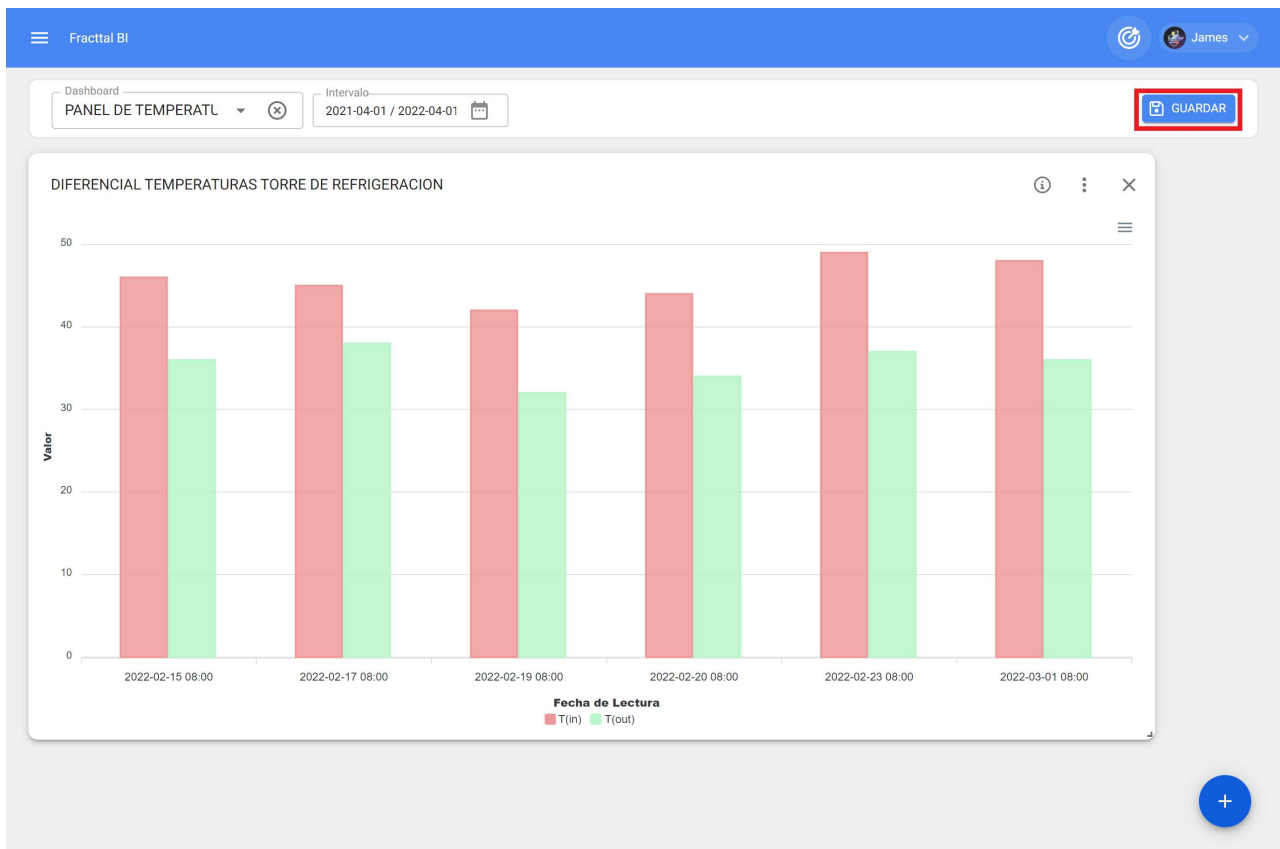 Fracttal BI
James
Dashboard
PANEL DE TEMPERATU
Intervalo
2021-04-01 / 2022-04-01
GUARDAR
DIFERENCIAL TEMPERATURAS TORRE DE REFRIGERACION
50
40
30
20
10
0
Valor
2022-02-15 08:00
2022-02-17 08:00
2022-02-19 08:00
2022-02-20 08:00
2022-02-23 08:00
2022-03-01 08:00
Fecha de Lectura
T(in) T(out)